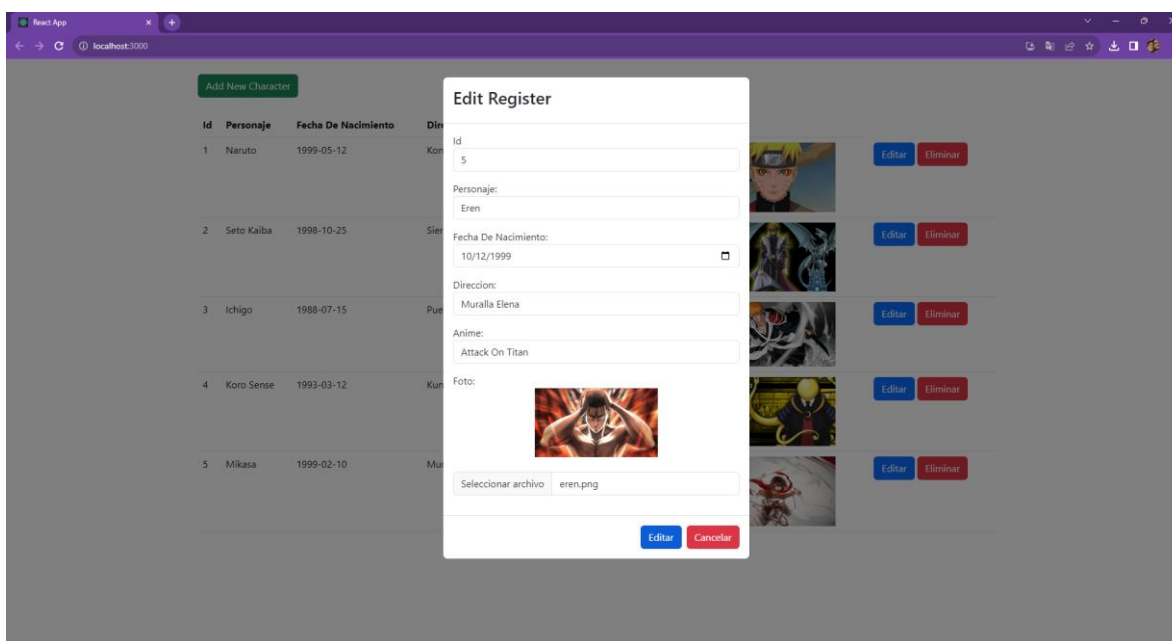 React App
localhost:3000
Add New Character
Edit Register
Id Personaje Fecha De Nacimiento Dire
1 Naruto 1999-05-12 Kon Editar Eliminar
2 Seto Kaiba 1998-10-25 Sier Editar Eliminar
3 Ichigo 1988-07-15 Pue Editar Eliminar
4 Koro Sense 1993-03-12 Kun Editar Eliminar
5 Mikasa 1999-02-10 Mur Editar Eliminar
Id
5
Personaje:
Eren
Fecha De Nacimiento:
10/12/1999
Direccion:
Muralla Elena
Anime:
Attack On Titan
Foto:
Seleccionar archivo eren.png
Editar Cancelar